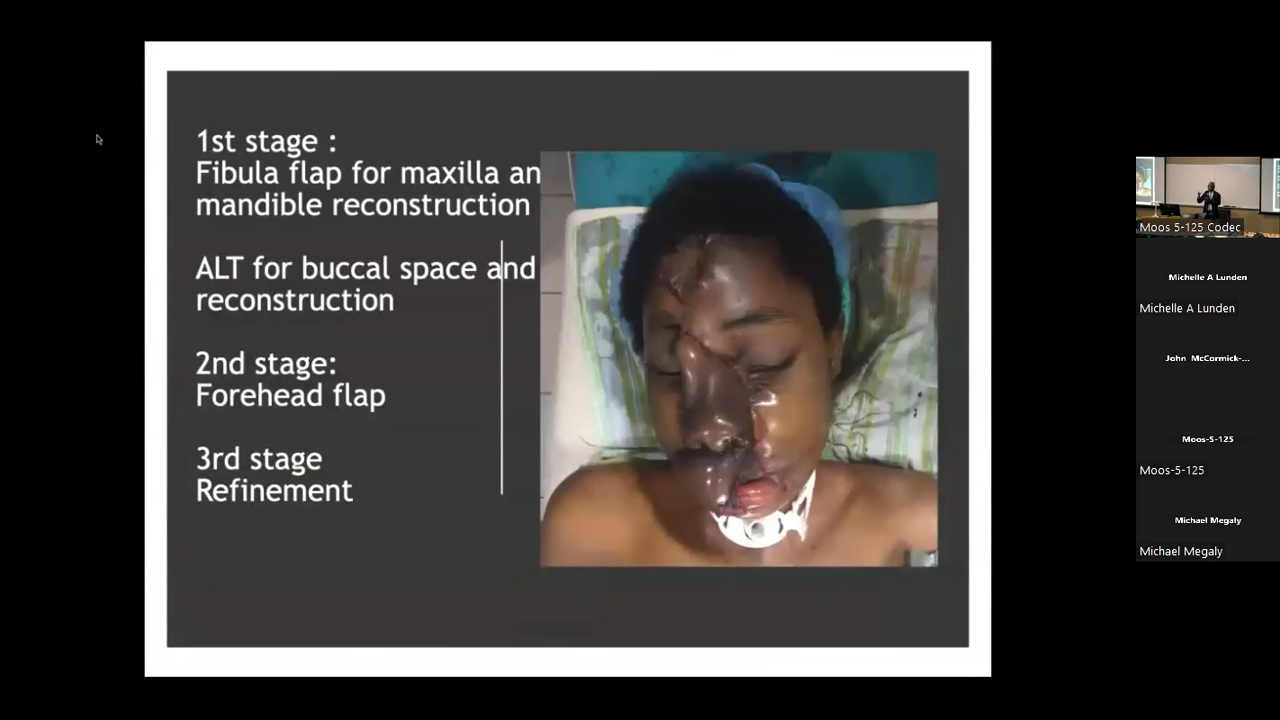 1st stage :
Fibula flap for maxilla an
mandible reconstruction
ALT for buccal space and
reconstruction
2nd stage:
Forehead flap
3rd stage
Refinement
Moos 5-125 Codec
Michelle A Lunden
Michelle A Lunden
John McCormick-...
Moos-5-125
Moos-5-125
Michael Megaly
Michael Megaly